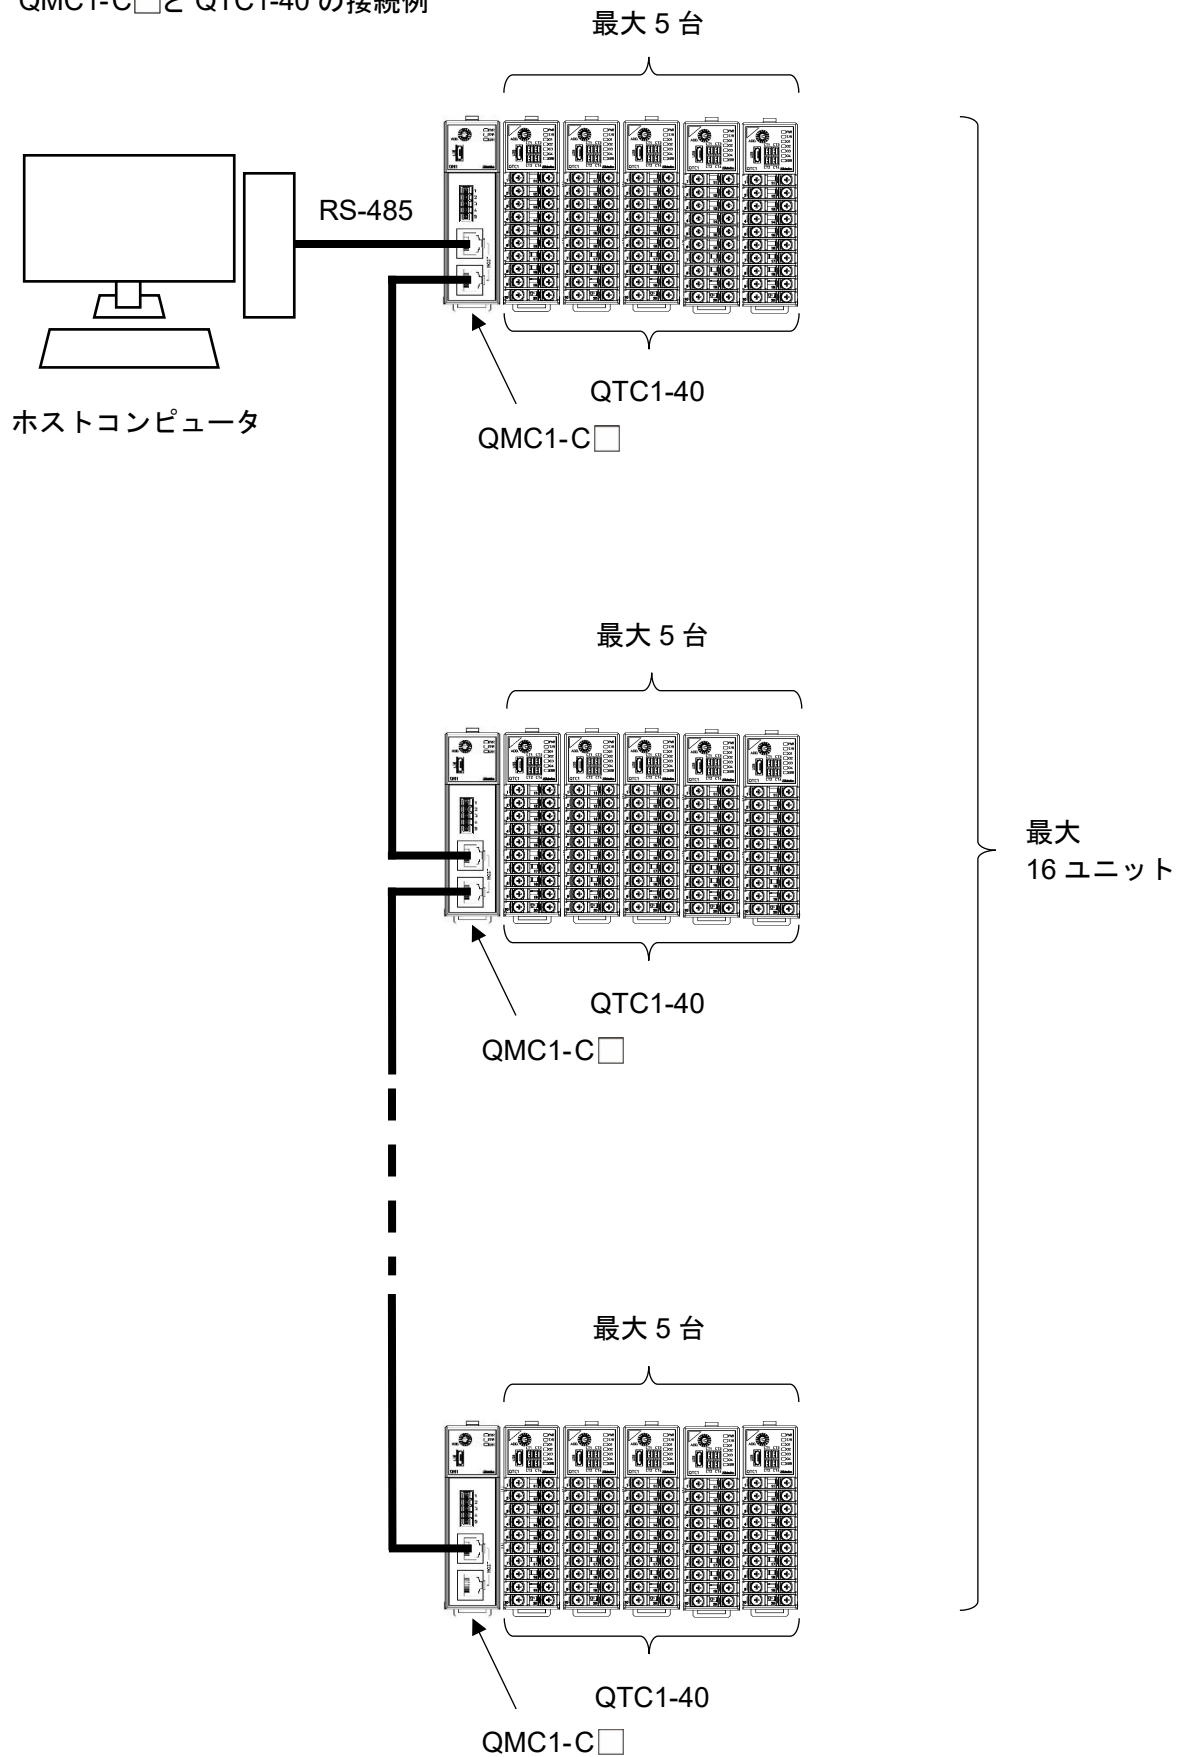 QMC1-C□と QTC1-40 の接続例
最大 5 台
RS-485
QTC1-40
QMC1-C□
ホストコンピュータ
最大 5 台
最大
16 ユニット
QTC1-40
QMC1-C□
最大 5 台
QTC1-40
QMC1-C□